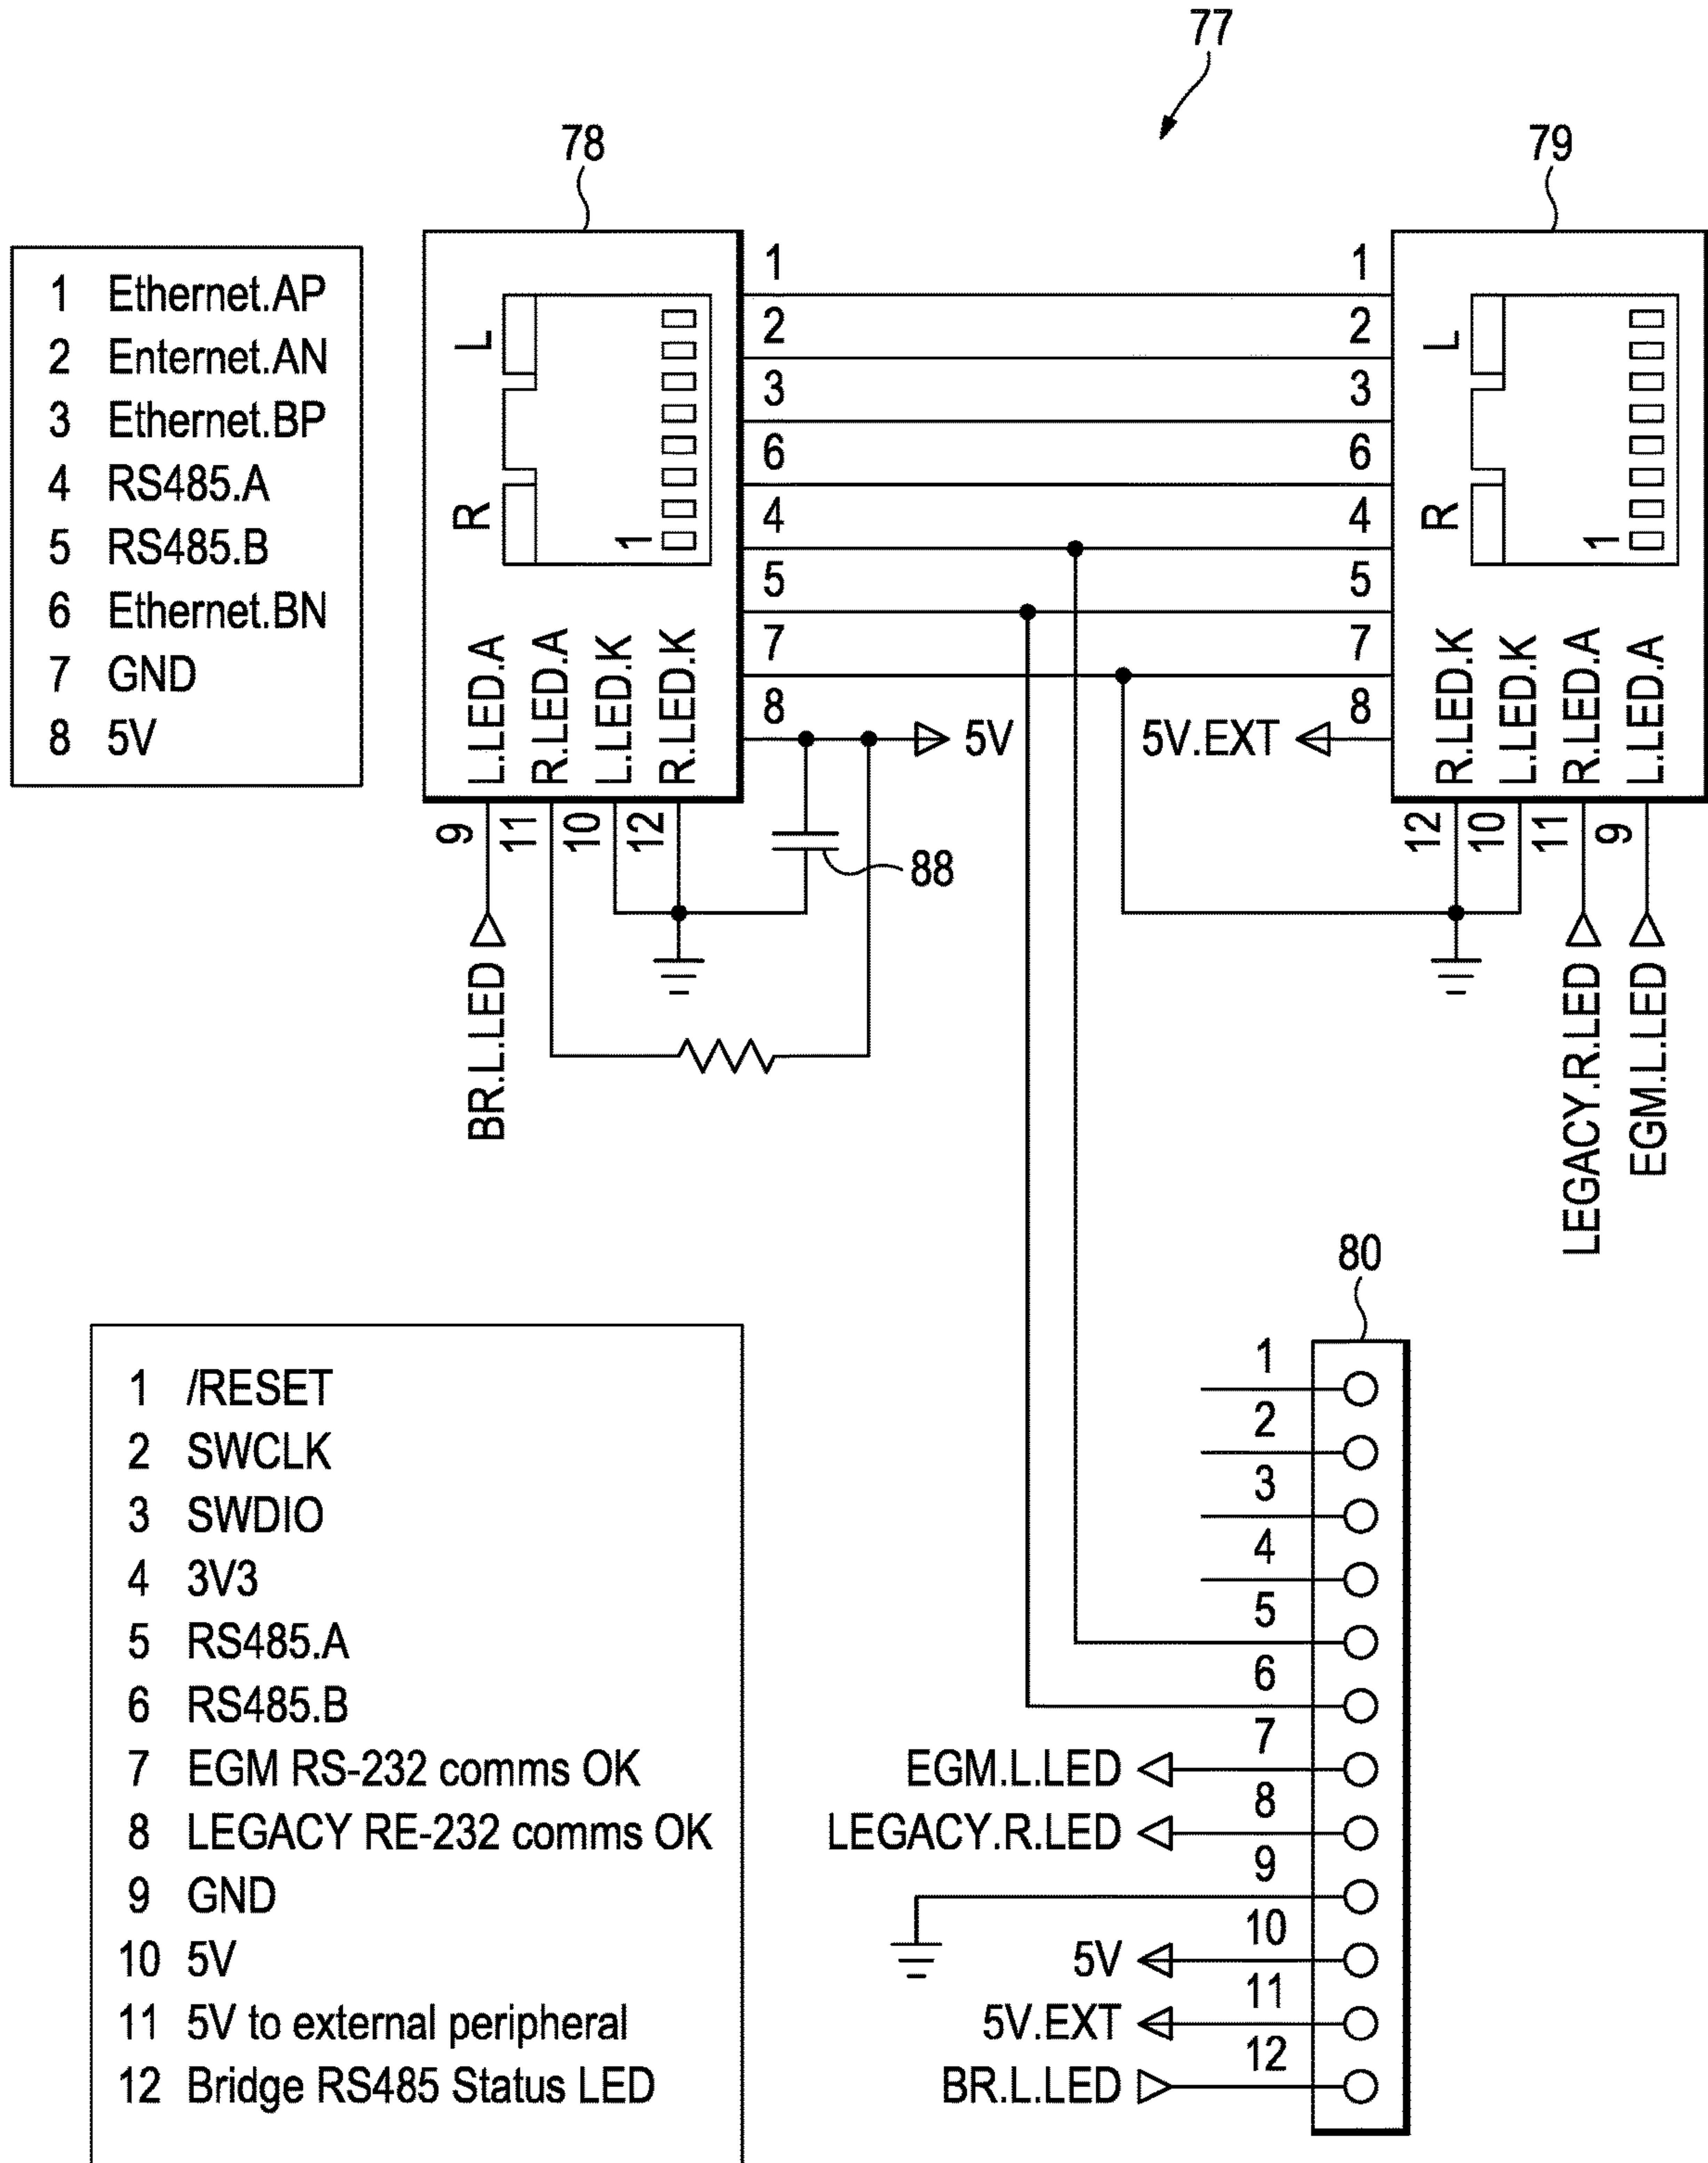 77
78
79
1 Ethernet.AP
2 Enternet.AN
3 Ethernet.BP
4 RS485.A
5 RS485.B
6 Ethernet.BN
7 GND
8 5V
L
R
1
L.LED.A
R.LED.A
L.LED.K
R.LED.K
9
11
10
12
BR.L.LED
1
2
3
6
4
5
7
8
5V
88
1
2
3
6
4
5
7
8
5V.EXT
L
R
1
R.LED.K
L.LED.K
R.LED.A
L.LED.A
12
10
11
9
LEGACY.R.LED
EGM.L.LED
1 /RESET
2 SWCLK
3 SWDIO
4 3V3
5 RS485.A
6 RS485.B
7 EGM RS-232 comms OK
8 LEGACY RE-232 comms OK
9 GND
10 5V
11 5V to external peripheral
12 Bridge RS485 Status LED
80
1
2
3
4
5
6
7
EGM.L.LED
8
LEGACY.R.LED
9
10
5V
11
5V.EXT
12
BR.L.LED